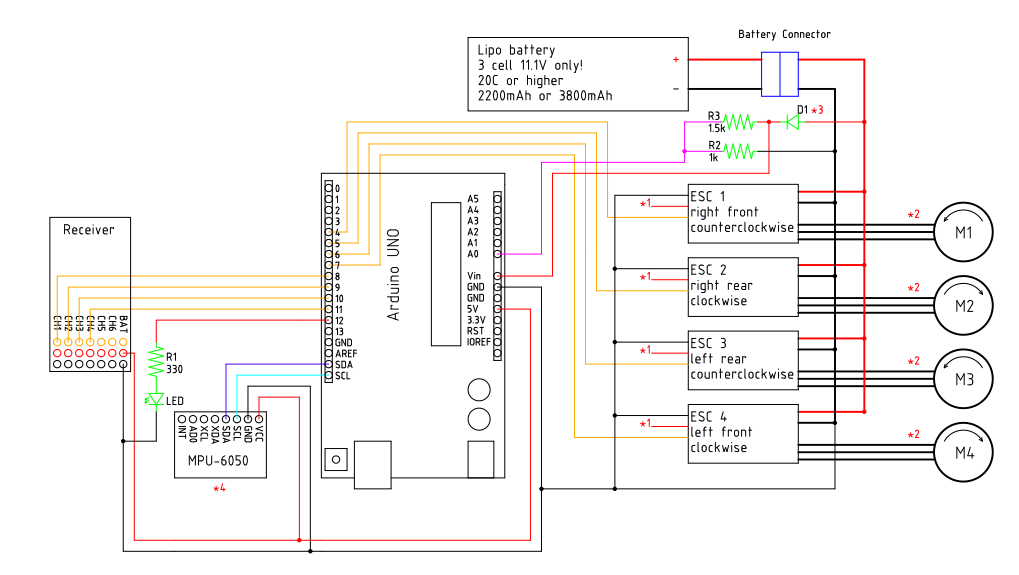 Battery Connector
Lipo battery
3 cell 11.1V only!
20C or higher
2200mAh or 3800mAh
+
-
R3
1.5k
D1 *3
R2
1k
Receiver
CH1
CH2
CH3
CH4
CH5
CH6
BAT
R1
330
LED
INT
AD0
XCL
XDA
SDA
SCL
GND
VCC
MPU-6050
*4
Arduino UNO
0
1
2
3
4
5
6
7
8
9
10
11
12
13
GND
AREF
SDA
SCL
A5
A4
A3
A2
A1
A0
Vin
GND
GND
5V
3.3V
RST
IOREF
*1
ESC 1
right front
counterclockwise
*2
M1
*1
ESC 2
right rear
clockwise
*2
M2
*1
ESC 3
left rear
counterclockwise
*2
M3
*1
ESC 4
left front
clockwise
*2
M4